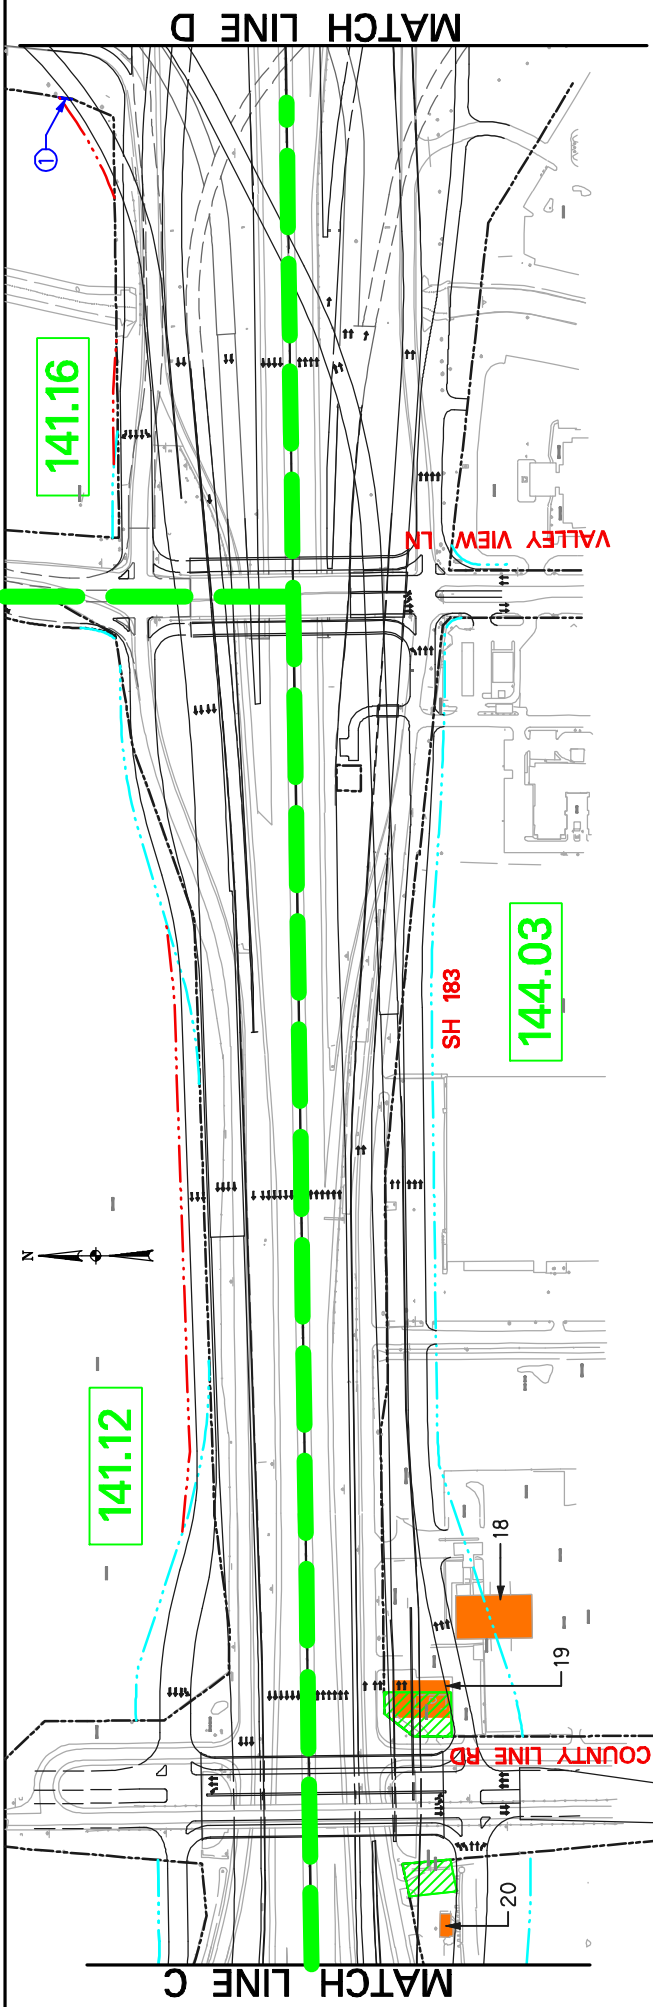 MATCH LINE D
1
141.16
VALLEY VIEW LN
144.03
SH 183
N
141.12
18
19
COUNTY LINE RD
20
MATCH LINE C